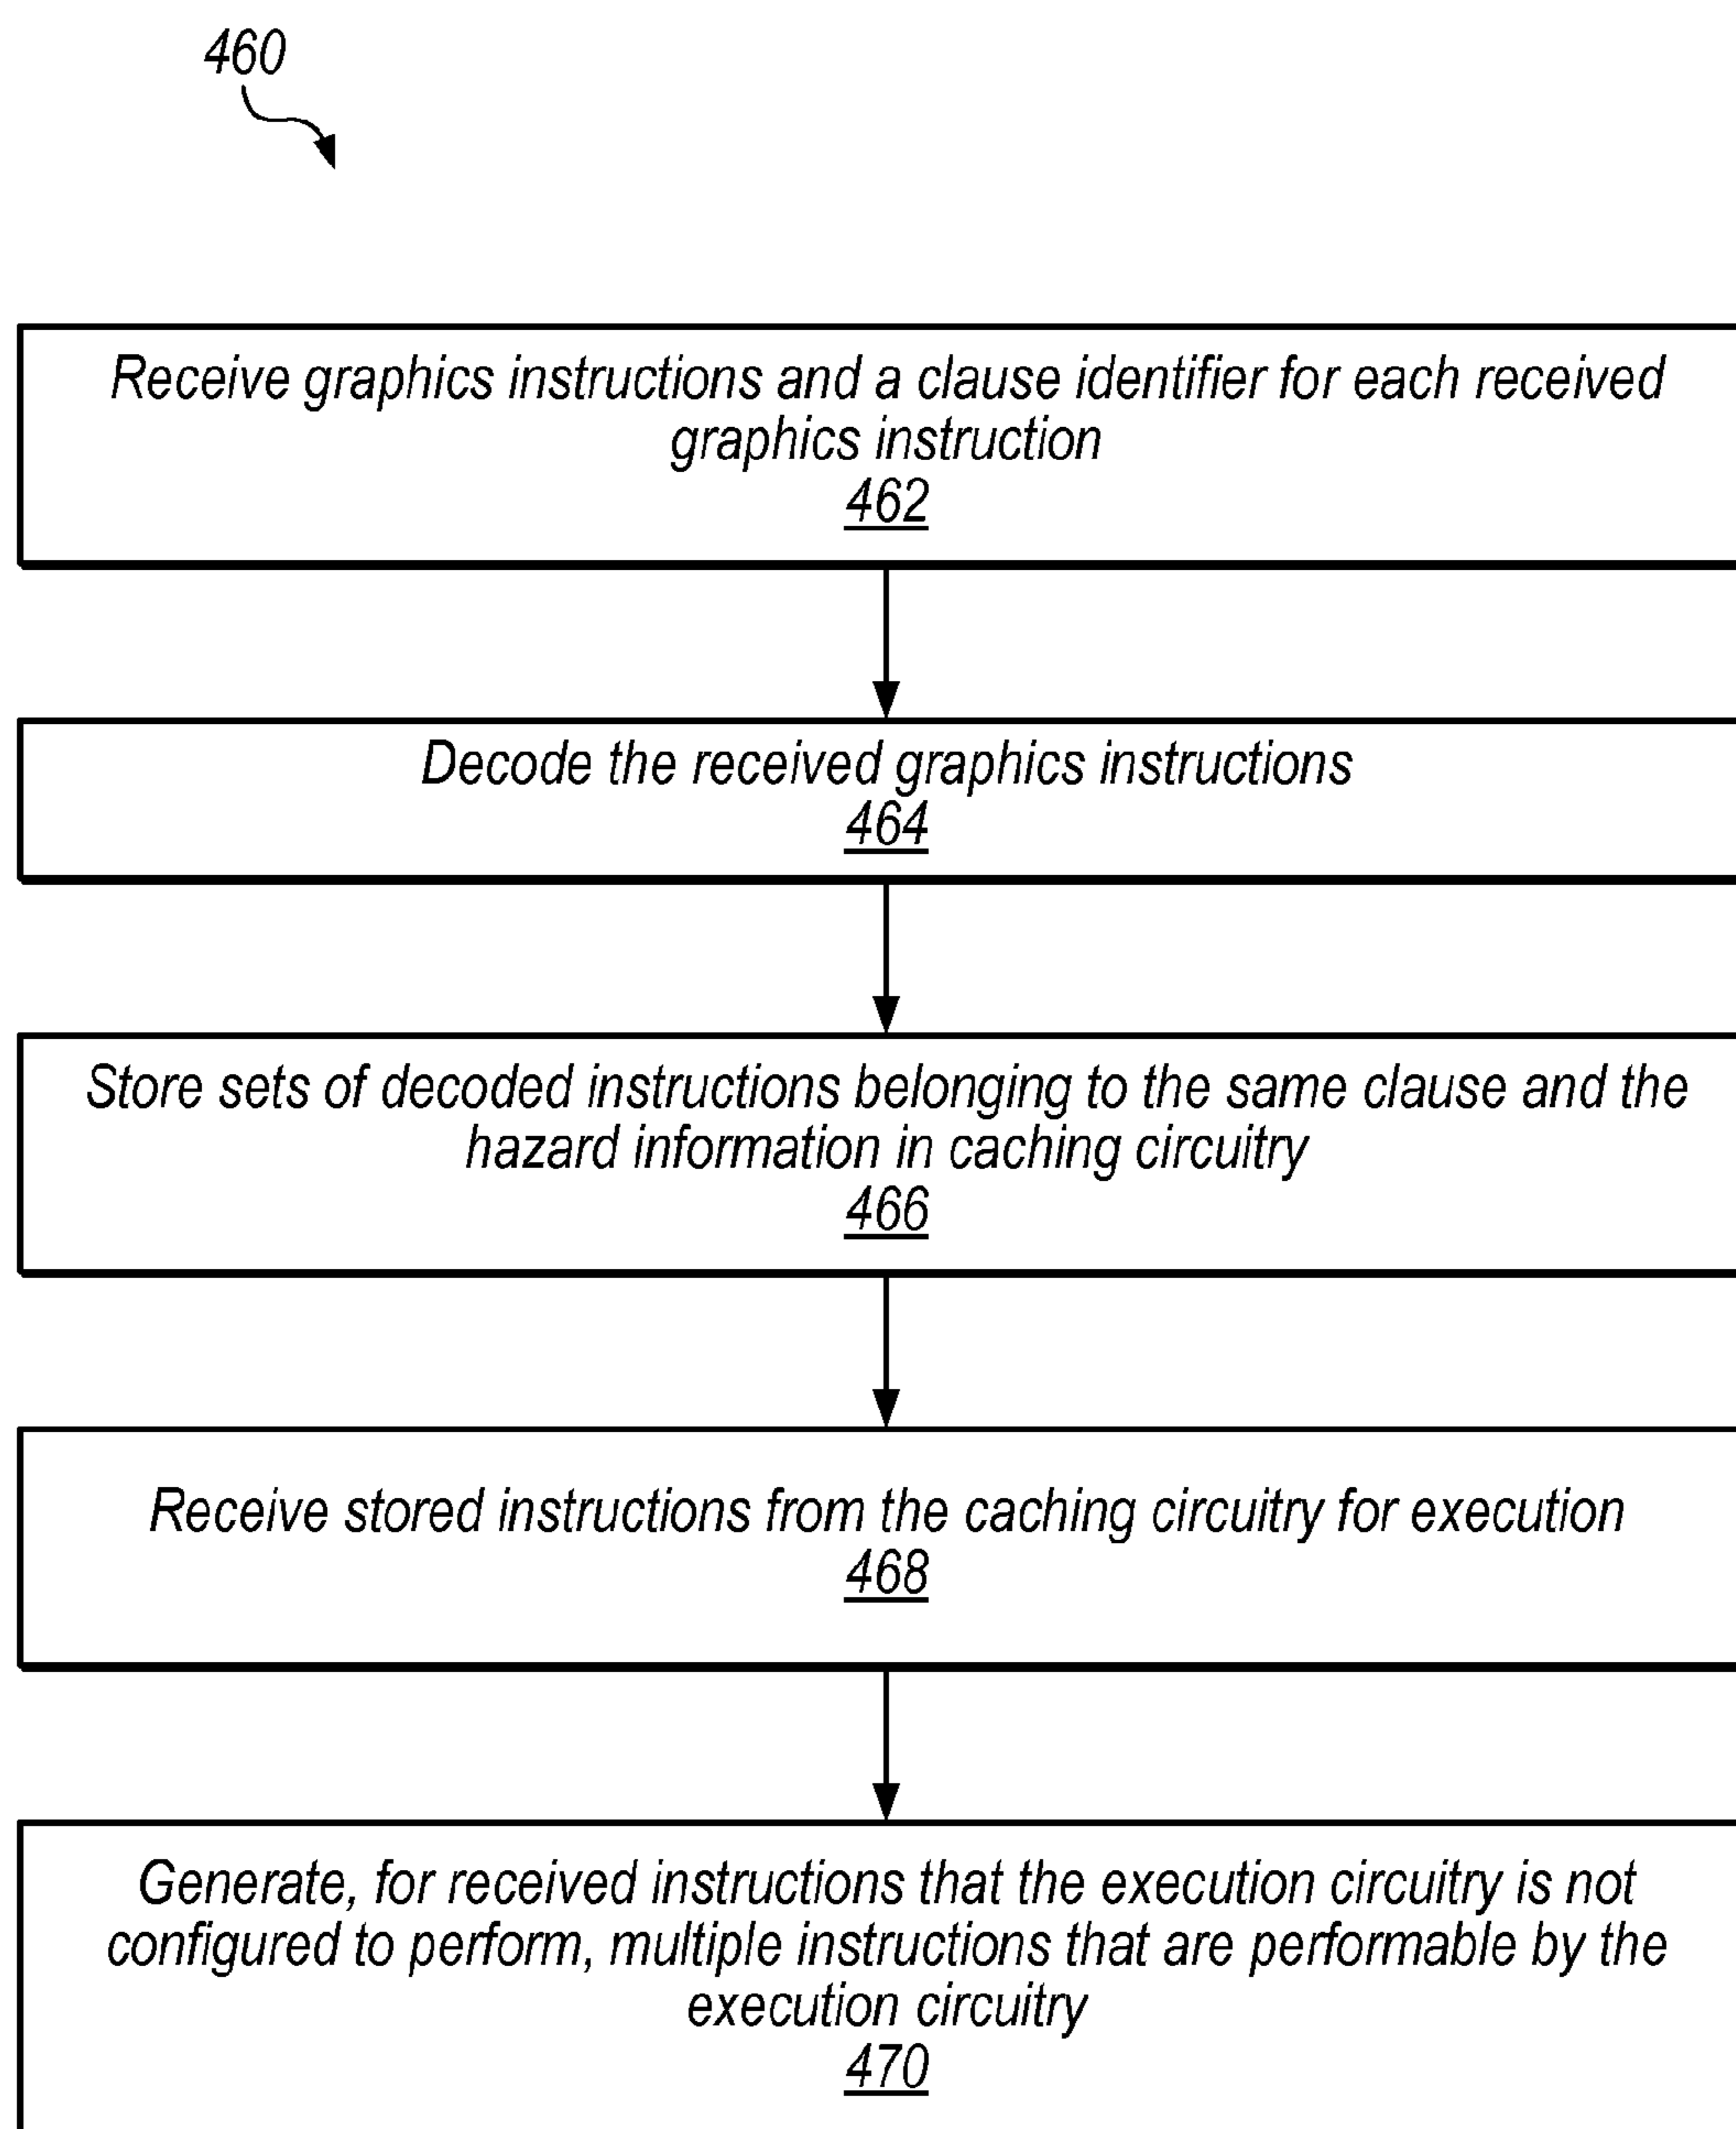 460
Receive graphics instructions and a clause identifier for each received
graphics instruction
462
Decode the received graphics instructions
464
Store sets of decoded instructions belonging to the same clause and the
hazard information in caching circuitry
466
Receive stored instructions from the caching circuitry for execution
468
Generate, for received instructions that the execution circuitry is not
configured to perform, multiple instructions that are performable by the
execution circuitry
470